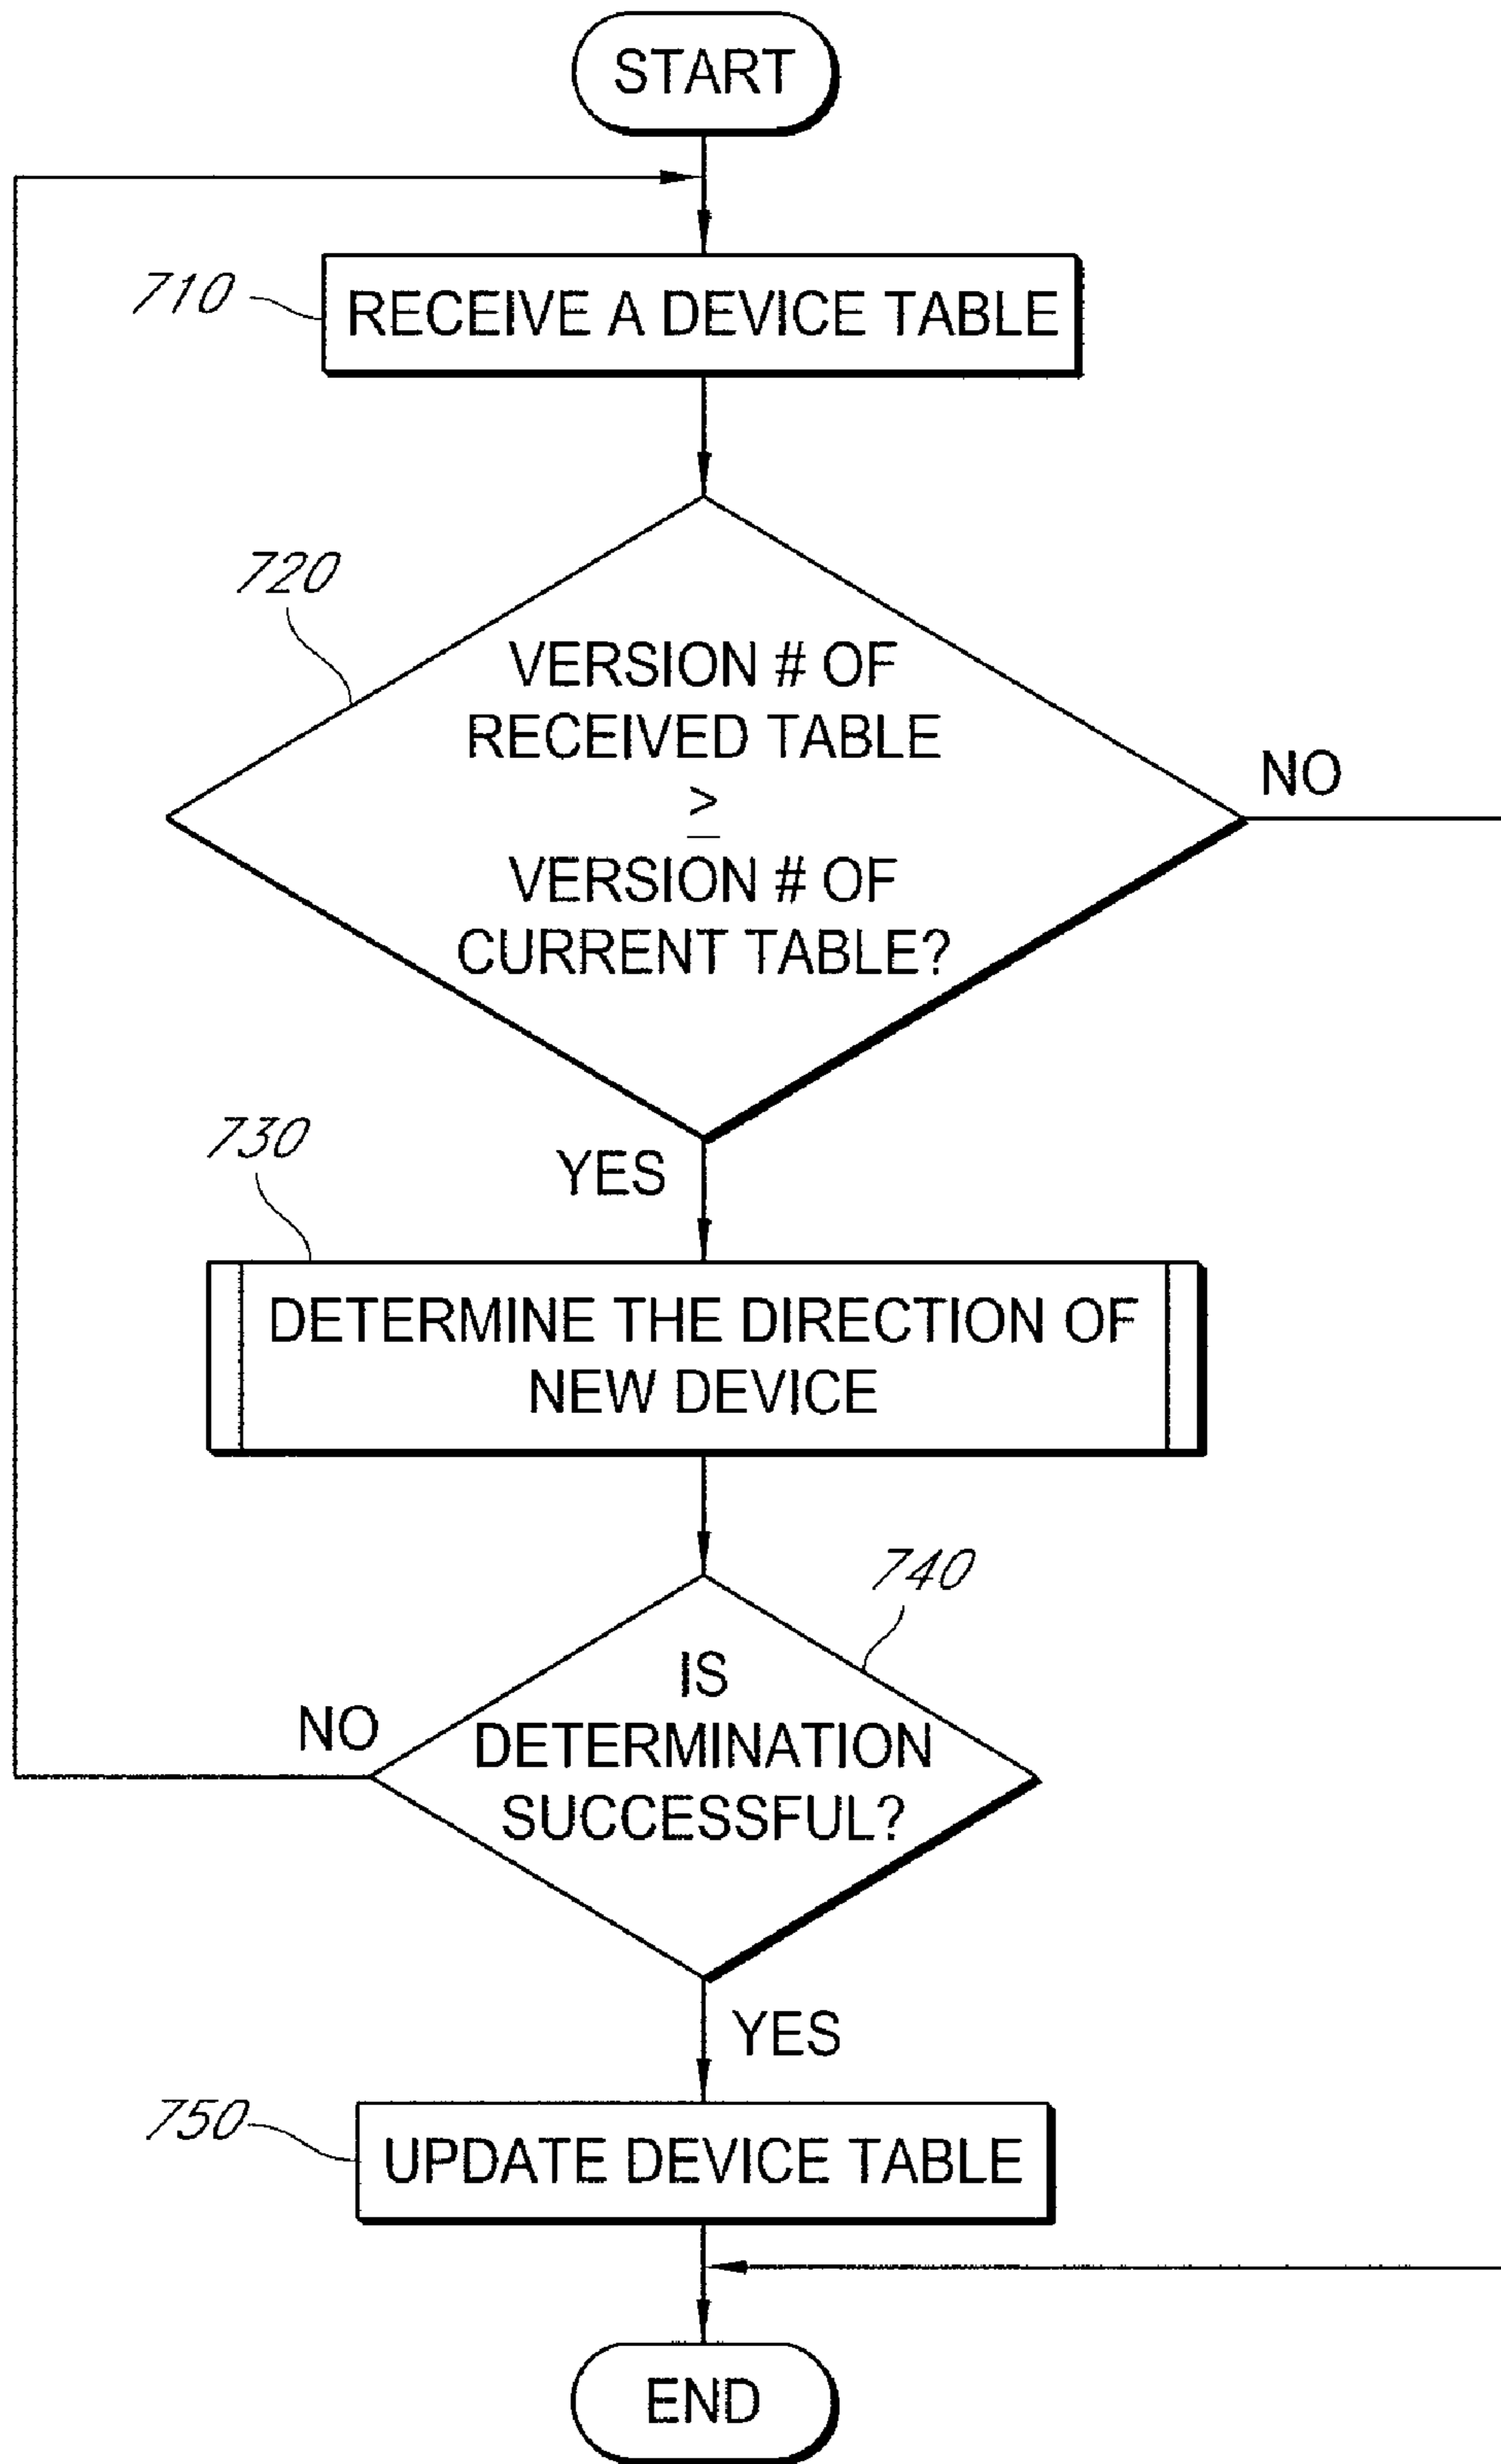 START
710
RECEIVE A DEVICE TABLE
720
VERSION # OF
RECEIVED TABLE
≥
VERSION # OF
CURRENT TABLE?
NO
730
YES
DETERMINE THE DIRECTION OF
NEW DEVICE
740
IS
DETERMINATION
SUCCESSFUL?
NO
YES
750
UPDATE DEVICE TABLE
END